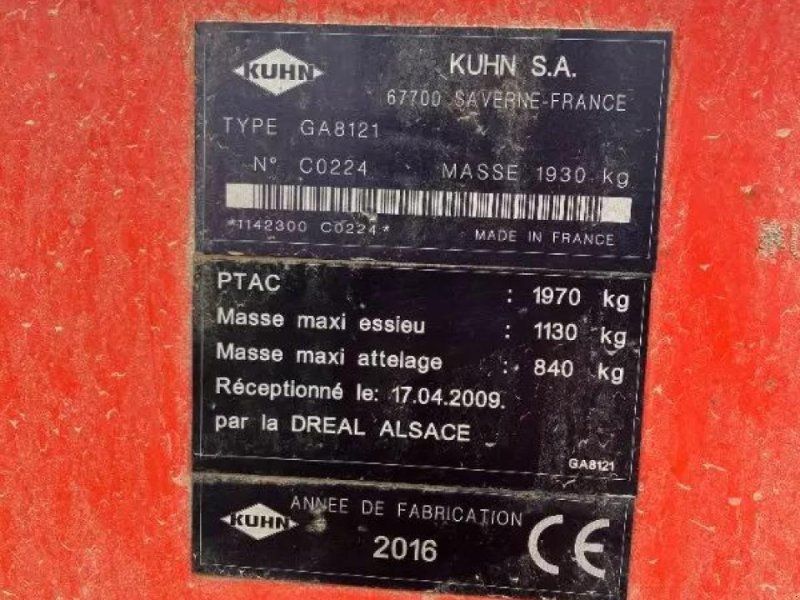 KUHN
KUHN S.A.
67700 SAVERNE-FRANCE
TYPE GA8121
N° C0224 MASSE 1930 kg
*1142300 C0224*
MADE IN FRANCE
PTAC : 1970 kg
Masse maxi essieu : 1130 kg
Masse maxi attelage : 840 kg
Réceptionné le: 17.04.2009.
par la DREAL ALSACE
GA8121
KUHN
ANNEE DE FABRICATION
2016
CE